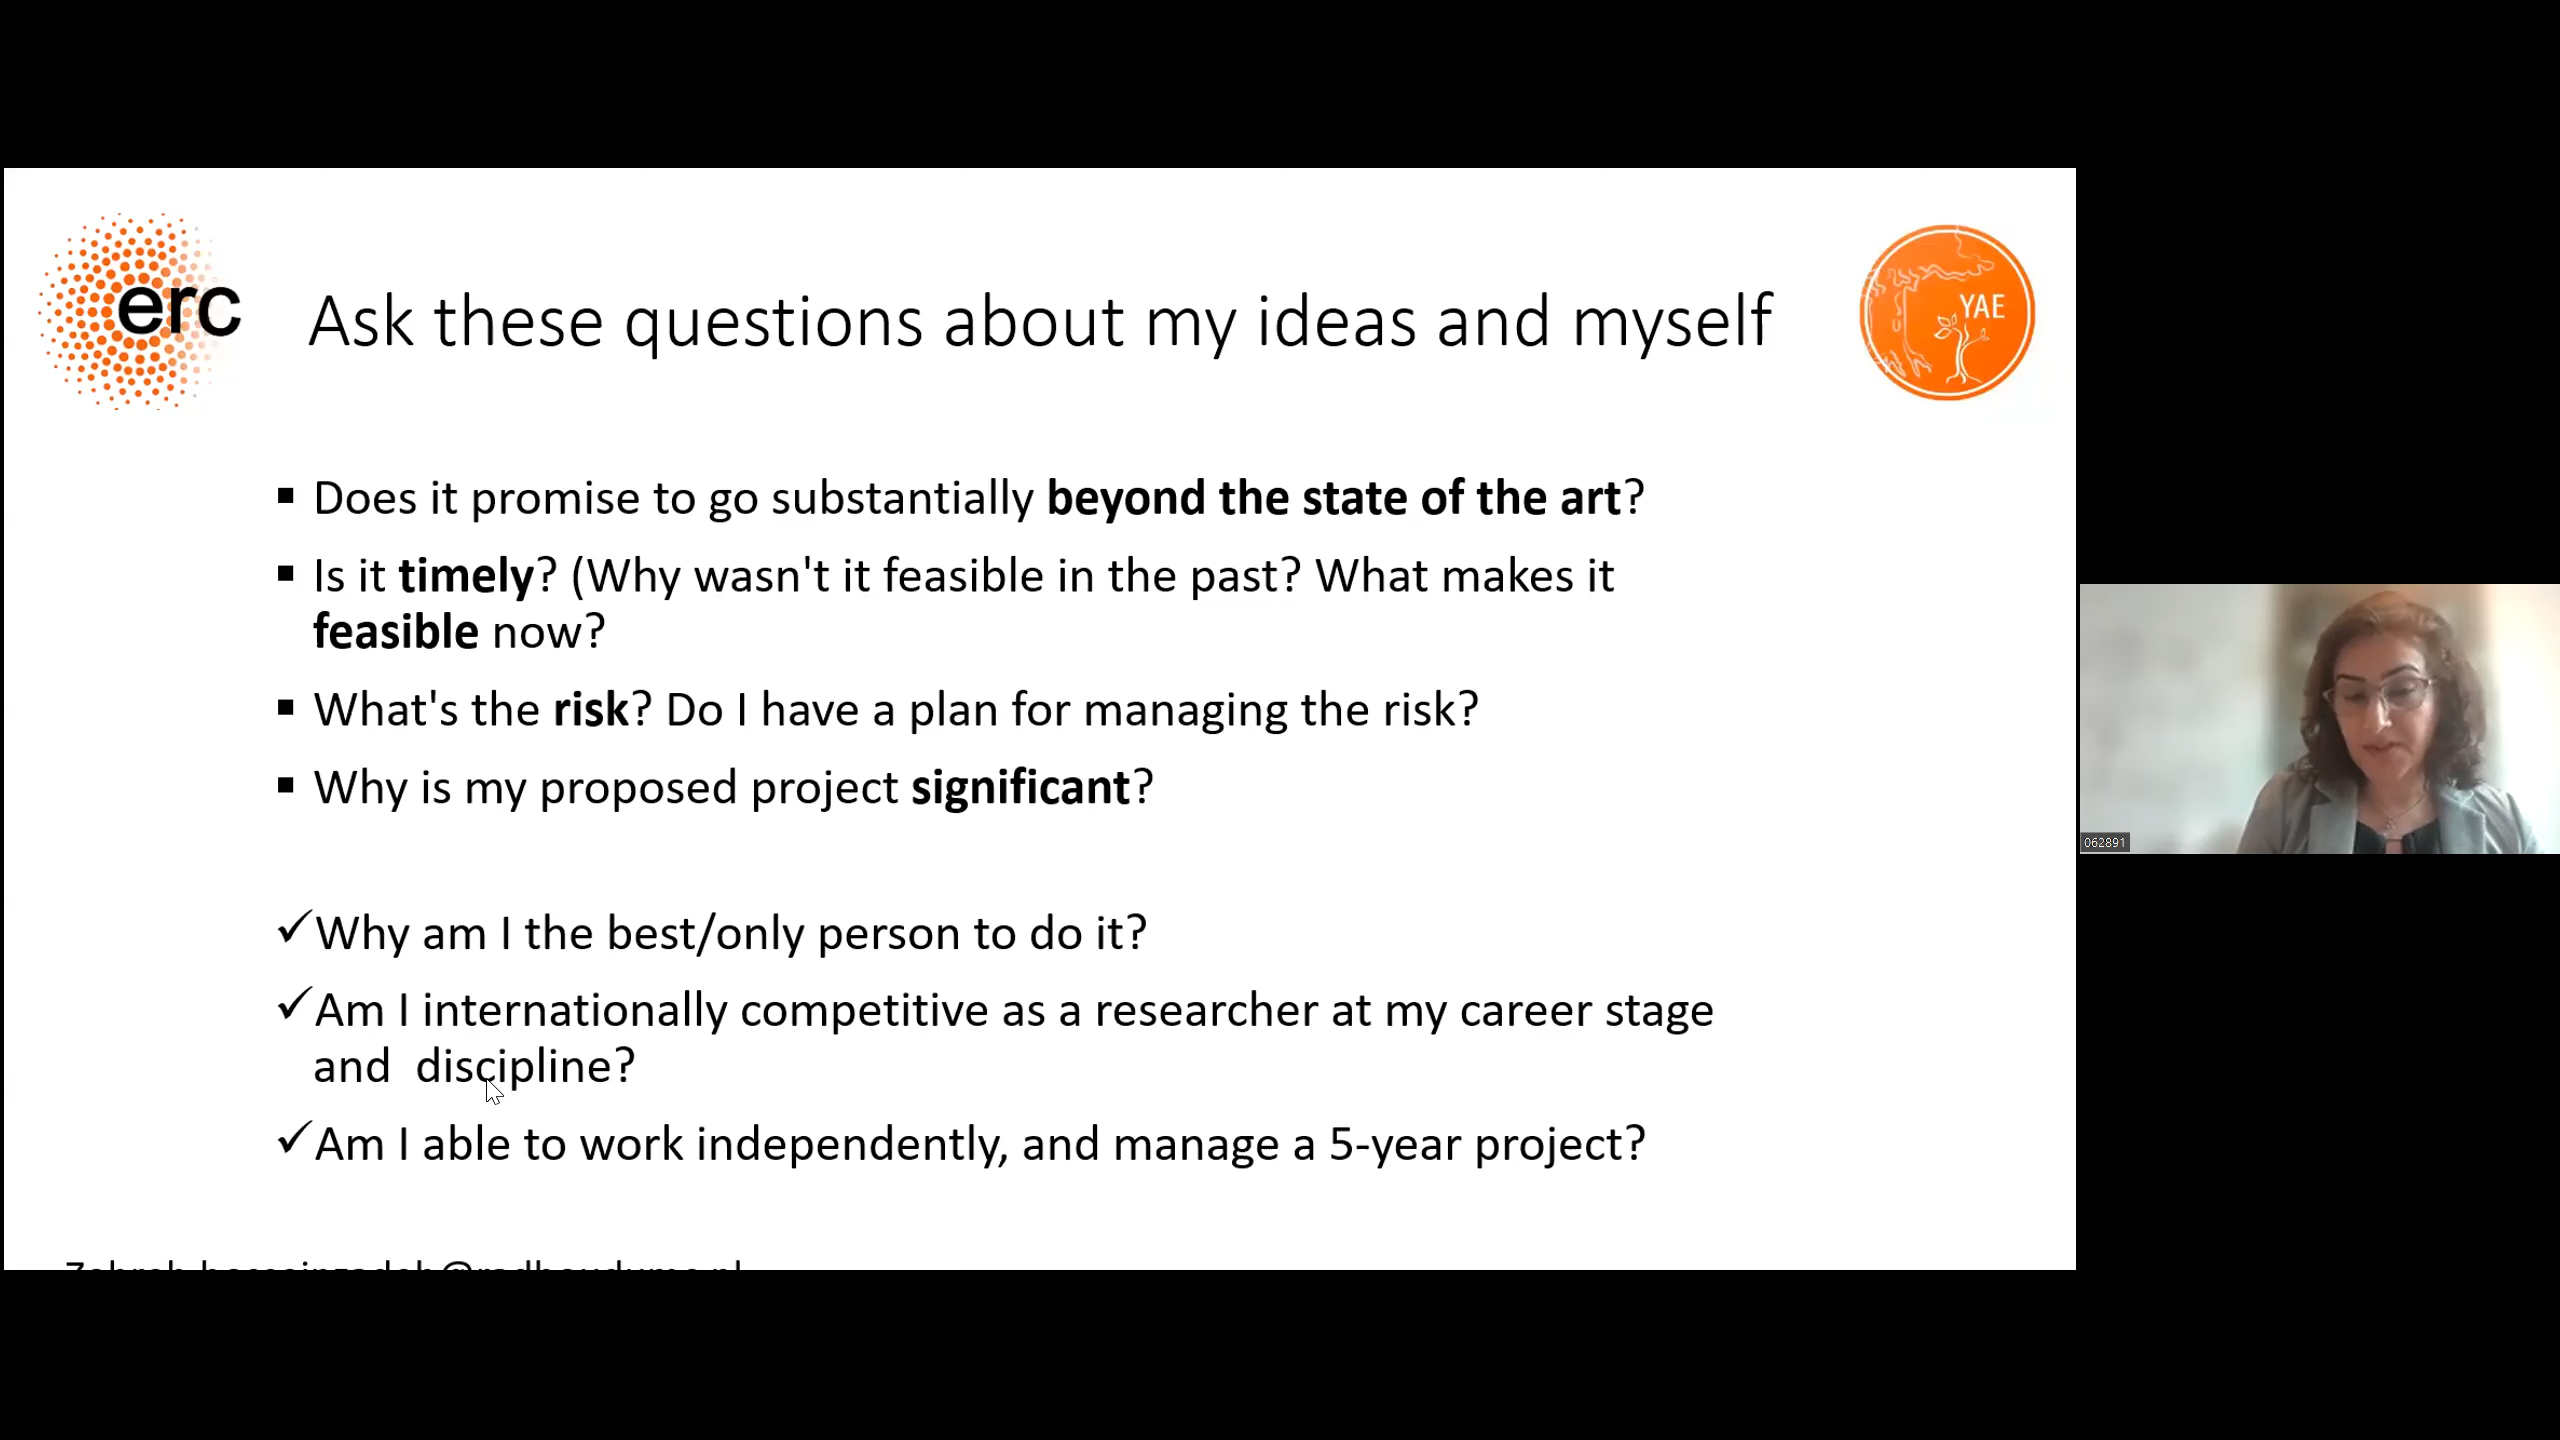 erc
Ask these questions about my ideas and myself
YAE
▪ Does it promise to go substantially beyond the state of the art?
▪ Is it timely? (Why wasn't it feasible in the past? What makes it
feasible now?
▪ What's the risk? Do I have a plan for managing the risk?
▪ Why is my proposed project significant?
✓Why am I the best/only person to do it?
✓Am I internationally competitive as a researcher at my career stage
and  discipline?
✓Am I able to work independently, and manage a 5-year project?
062891